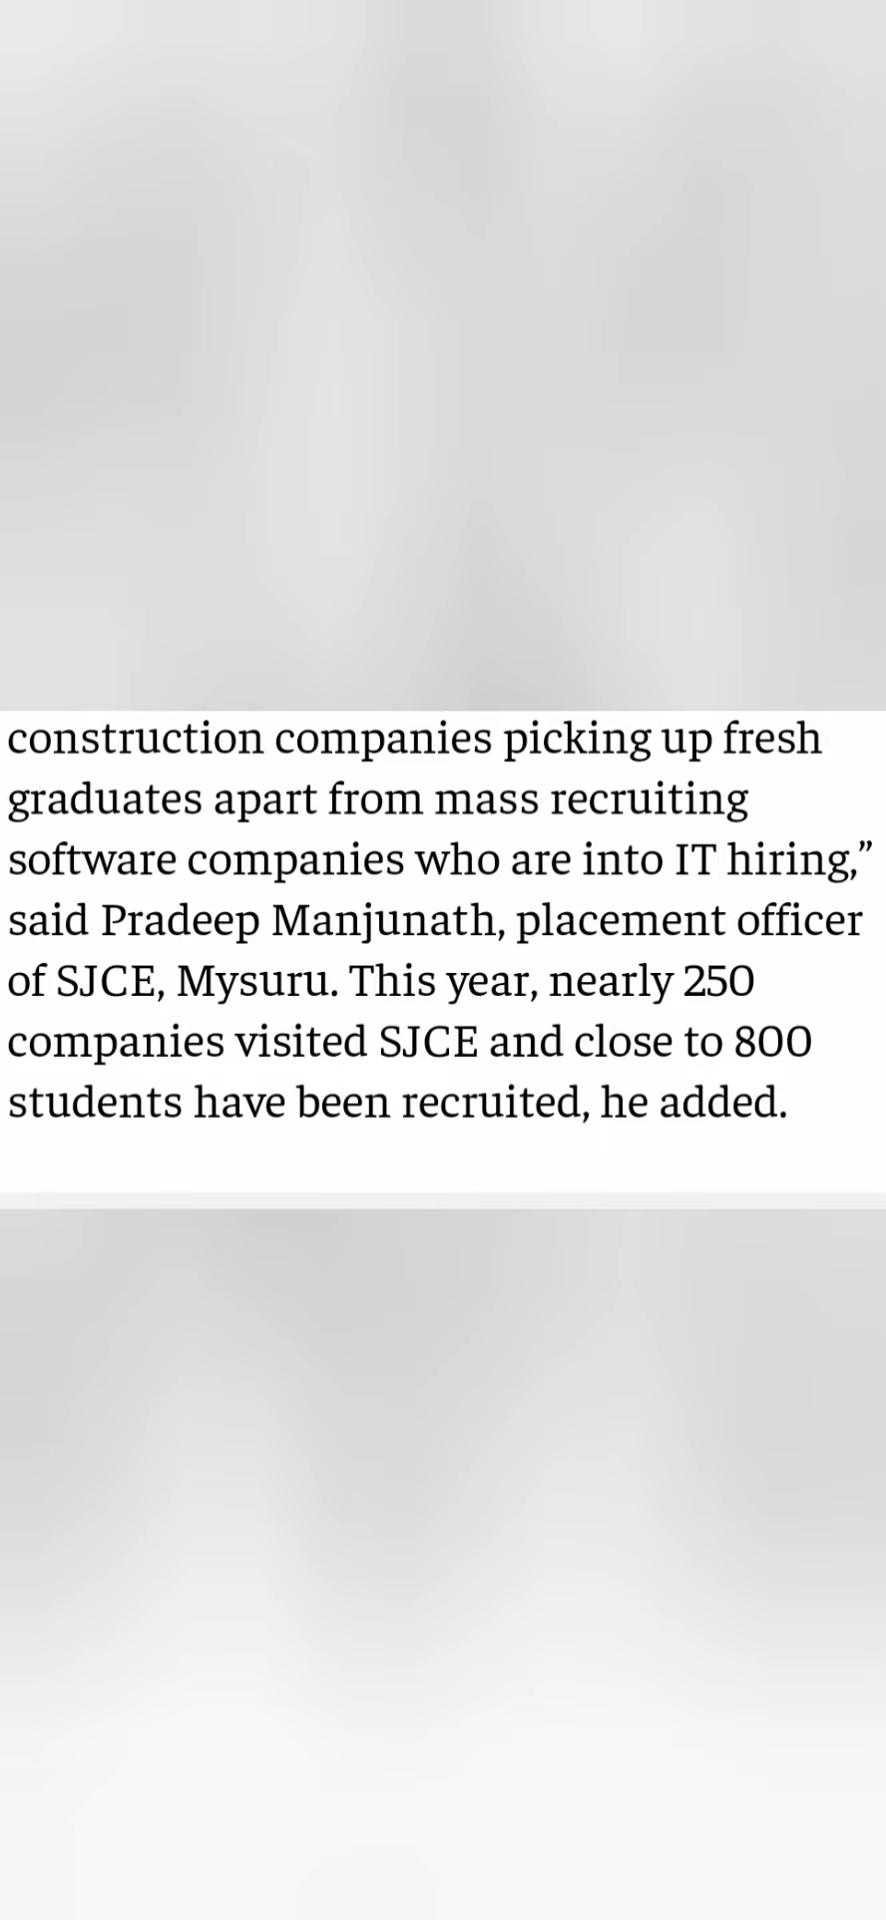 construction companies picking up fresh
graduates apart from mass recruiting
software companies who are into IT hiring,”
said Pradeep Manjunath, placement officer
of SJCE, Mysuru. This year, nearly 250
companies visited SJCE and close to 800
students have been recruited, he added.